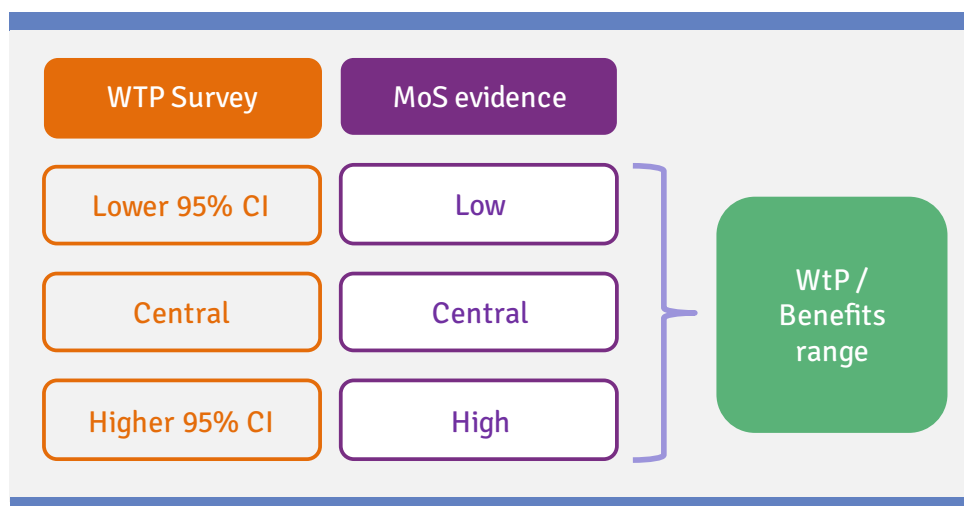 WTP Survey
MoS evidence
Lower 95% CI
Low
Central
Central
Higher 95% CI
High
WtP /
Benefits
range